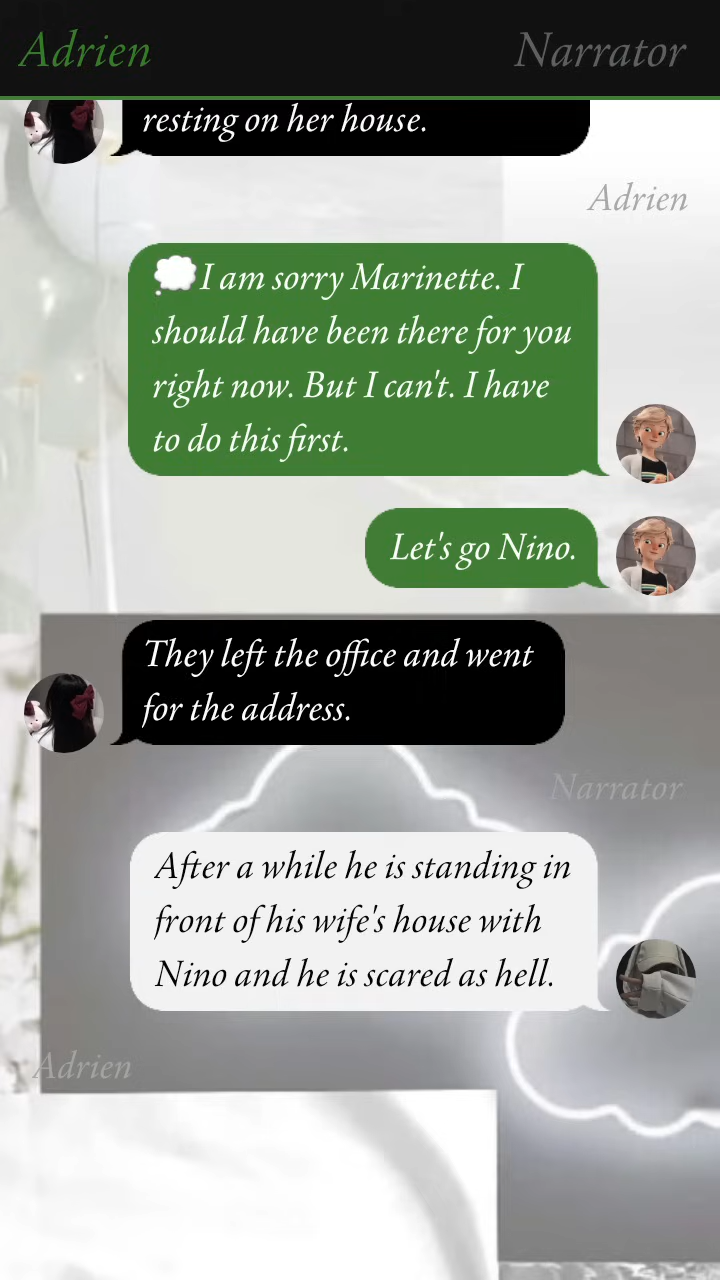 Adrien
Narrator
resting on her house.
Adrien
💭I am sorry Marinette. I
should have been there for you
right now. But I can't. I have
to do this first.
Let's go Nino.
They left the office and went
for the address.
Narrator
After a while he is standing in
front of his wife's house with
Nino and he is scared as hell.
Adrien